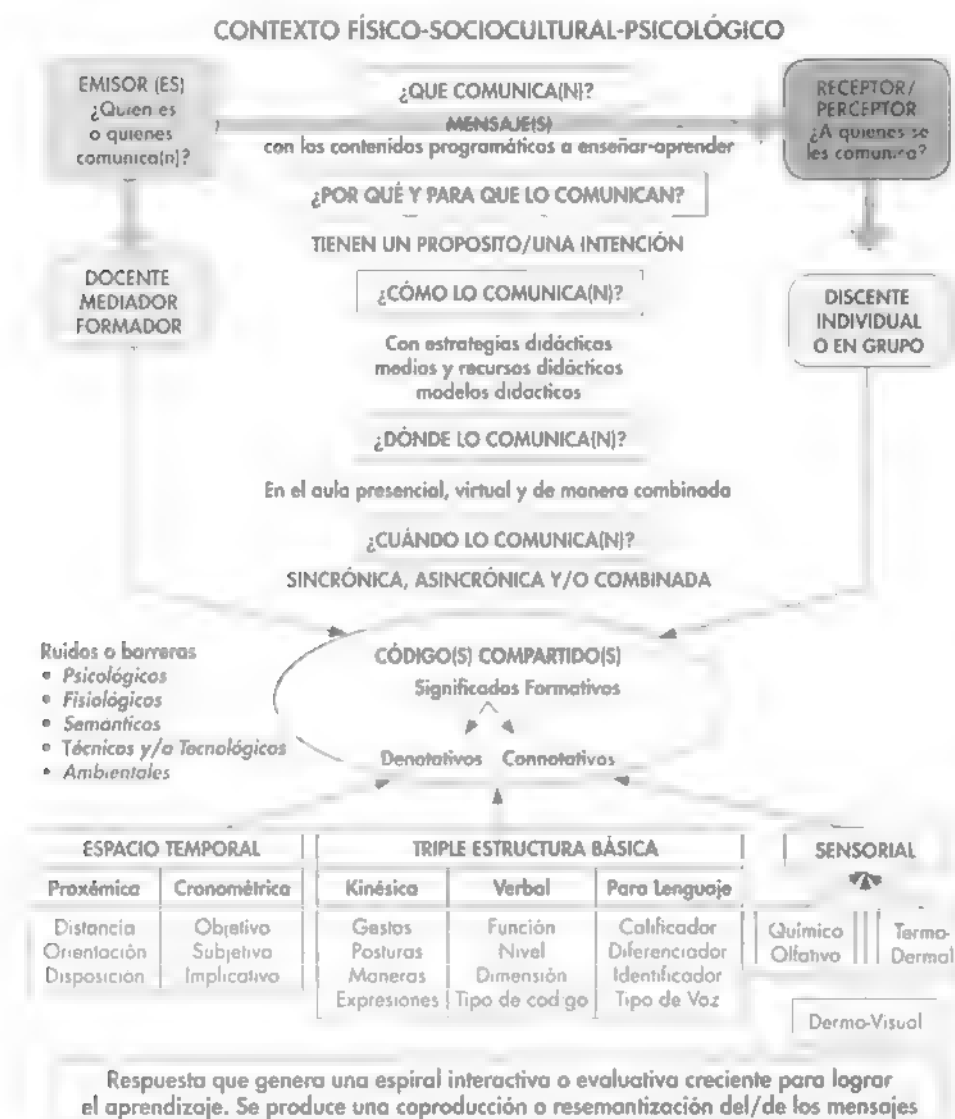 CONTEXTO FÍSICO-SOCIOCULTURAL-PSICOLÓGICO
EMISOR (ES)
¿Quien es
o quienes
comunica(n)?
¿QUE COMUNICA(N)?
MENSAJE(S)
con los contenidos programáticos a enseñar-aprender
RECEPTOR/
PERCEPTOR
¿A quienes se
les comunica?
¿POR QUÉ Y PARA QUE LO COMUNICAN?
TIENEN UN PROPOSITO/UNA INTENCIÓN
DOCENTE
MEDIADOR
FORMADOR
¿CÓMO LO COMUNICA(N)?
DISCENTE
INDIVIDUAL
O EN GRUPO
Con estrategias didácticas
medios y recursos didácticos
modelos didacticos
¿DÓNDE LO COMUNICA(N)?
En el aula presencial, virtual y de manera combinada
¿CUÁNDO LO COMUNICA(N)?
SINCRÓNICA, ASINCRÓNICA Y/O COMBINADA
Ruidos o barreras
• Psicológicos
• Fisiológicos
• Semánticos
• Técnicos y/o Tecnológicos
• Ambientales
CÓDIGO(S) COMPARTIDO(S)
Significados Formativos
Denotativos Connotativos
ESPACIO TEMPORAL
Proxémica Cronométrica
Distancia Objetivo
Orientación Subjetivo
Disposición Implicativo
TRIPLE ESTRUCTURA BÁSICA
Kinésica Verbal Para Lenguaje
Gestos Función Calificador
Posturas Nivel Diferenciador
Maneras Dimensión Identificador
Expresiones Tipo de codigo Tipo de Voz
SENSORIAL
Químico
Olfativo
Termo-
Dermal
Dermo-Visual
Respuesta que genera una espiral interactiva o evaluativa creciente para lograr
el aprendizaje. Se produce una coproducción o resemantización del/de los mensajes